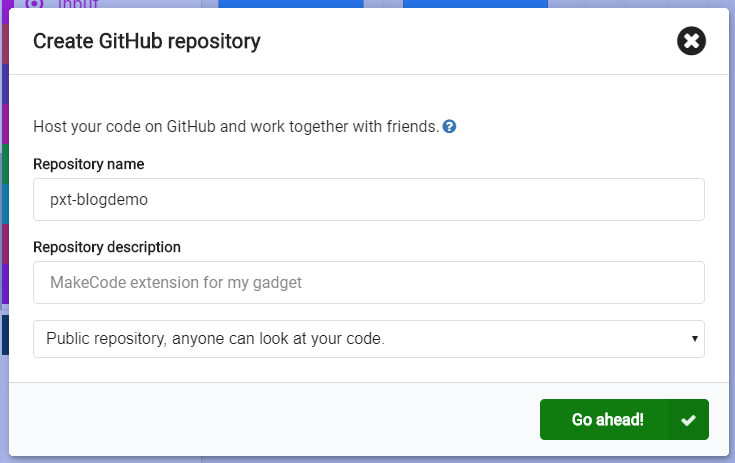 Input
Create GitHub repository
Host your code on GitHub and work together with friends.
Repository name
pxt-blogdemo
Repository description
MakeCode extension for my gadget
Public repository, anyone can look at your code.
Go ahead!